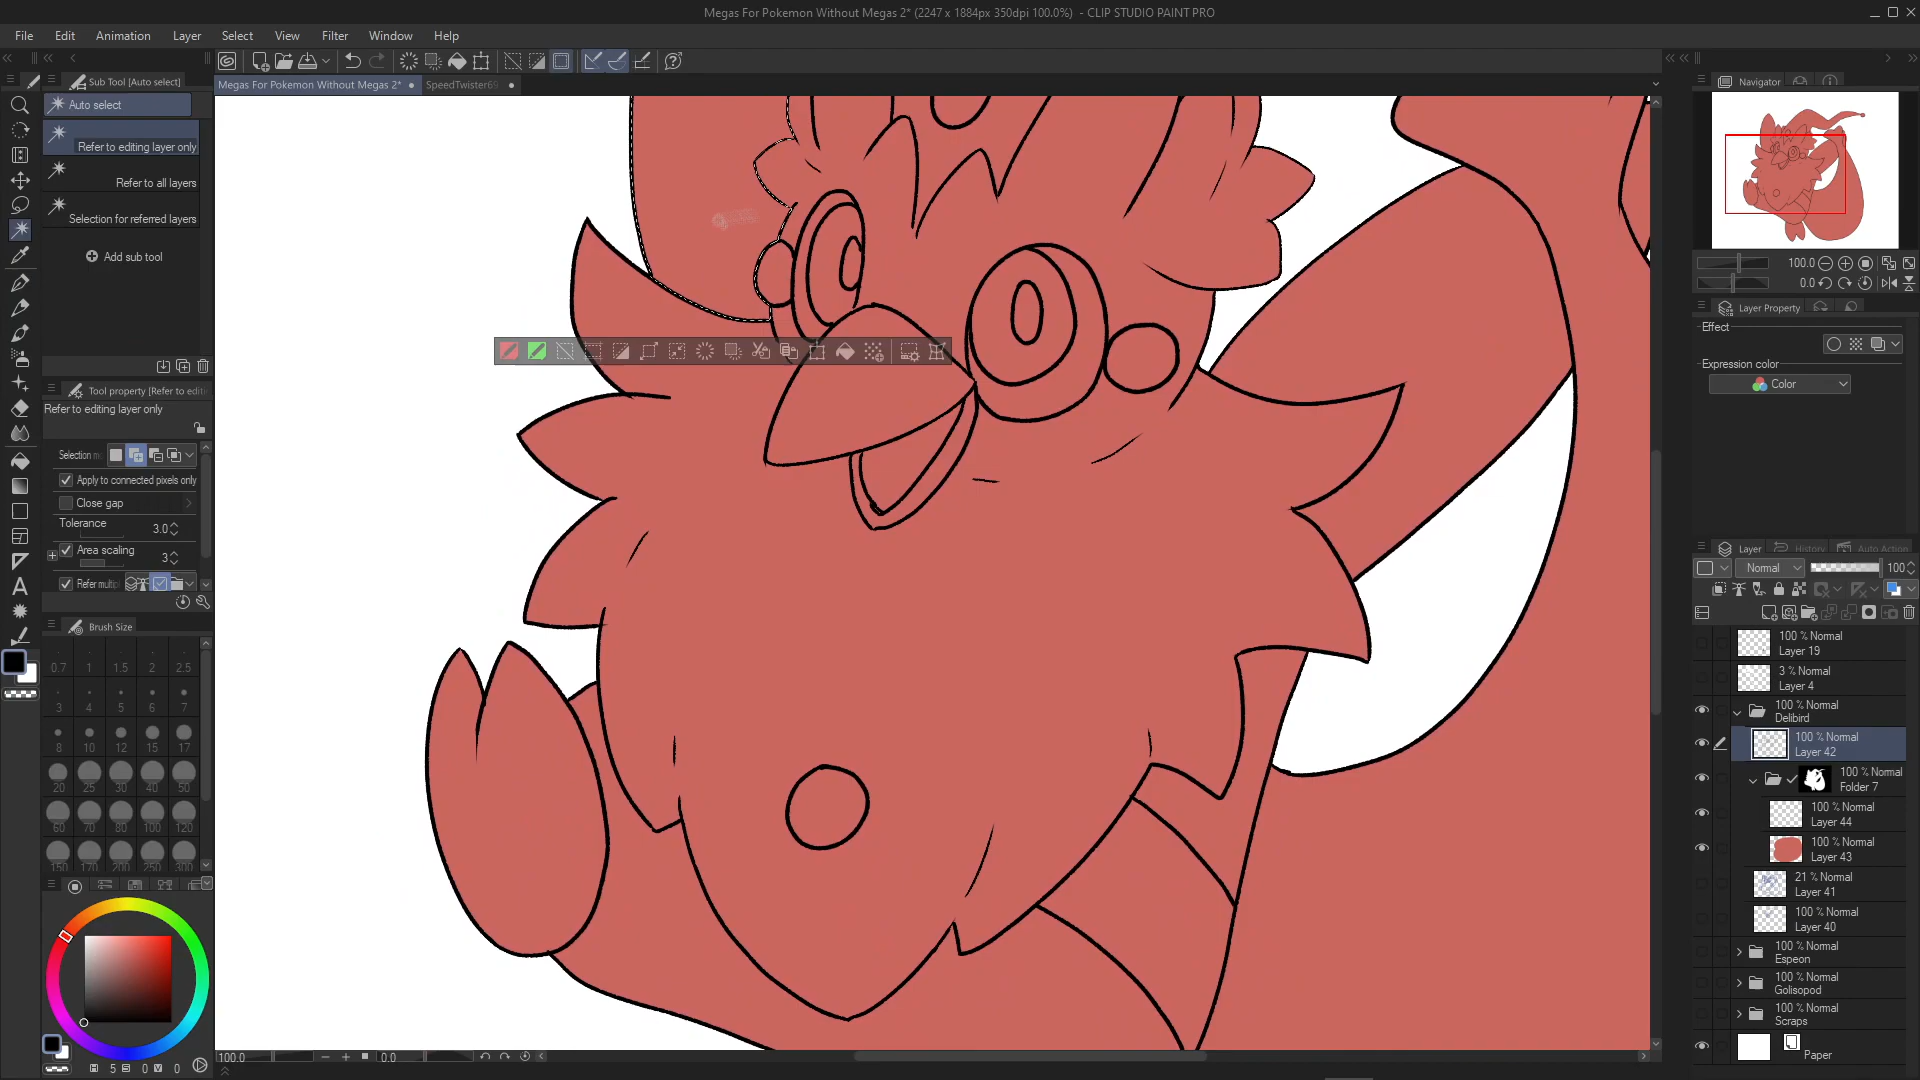 Megas For Pokemon Without Megas 2* (2247 x 1884px 350dpi 100.0%) - CLIP STUDIO PAINT PRO
File Edit Animation Layer Select View Filter Window Help
Sub Tool [Auto select]
Megas For Pokemon Without Megas 2*
SpeedTwister69
Navigator
Auto select
Refer to editing layer only
Refer to all layers
Selection for referred layers
Add sub tool
100.0
0.0
Layer Property
Effect
Expression color
Color
Tool property [Refer to editin
Refer to editing layer only
Selection mo
Apply to connected pixels only
Close gap
Tolerance 3.0
Area scaling 3
Refer multipl
Brush Size
0.7 1 1.5 2 2.5
3 4 5 6 7
8 10 12 15 17
20 25 30 40 50
60 70 80 100 120
150 170 200 250 300
H 5 S 0 V 0
100.0 0.0
Layer History Auto Action
Normal 100
100 % Normal
Layer 19
3 % Normal
Layer 4
100 % Normal
Delibird
100 % Normal
Layer 42
100 % Normal
Folder 7
100 % Normal
Layer 44
100 % Normal
Layer 43
21 % Normal
Layer 41
100 % Normal
Layer 40
100 % Normal
Espeon
100 % Normal
Golisopod
100 % Normal
Scraps
Paper